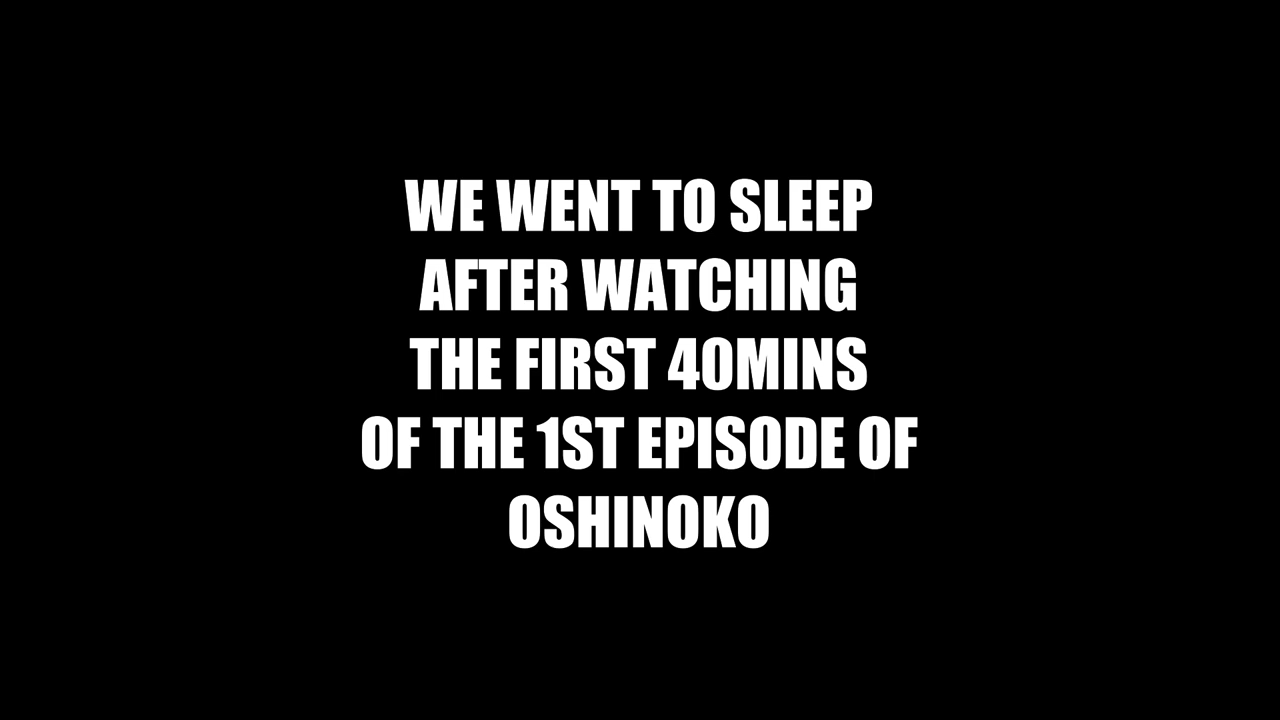 WE WENT TO SLEEP
AFTER WATCHING
THE FIRST 40MINS
OF THE 1ST EPISODE OF
OSHINOKO